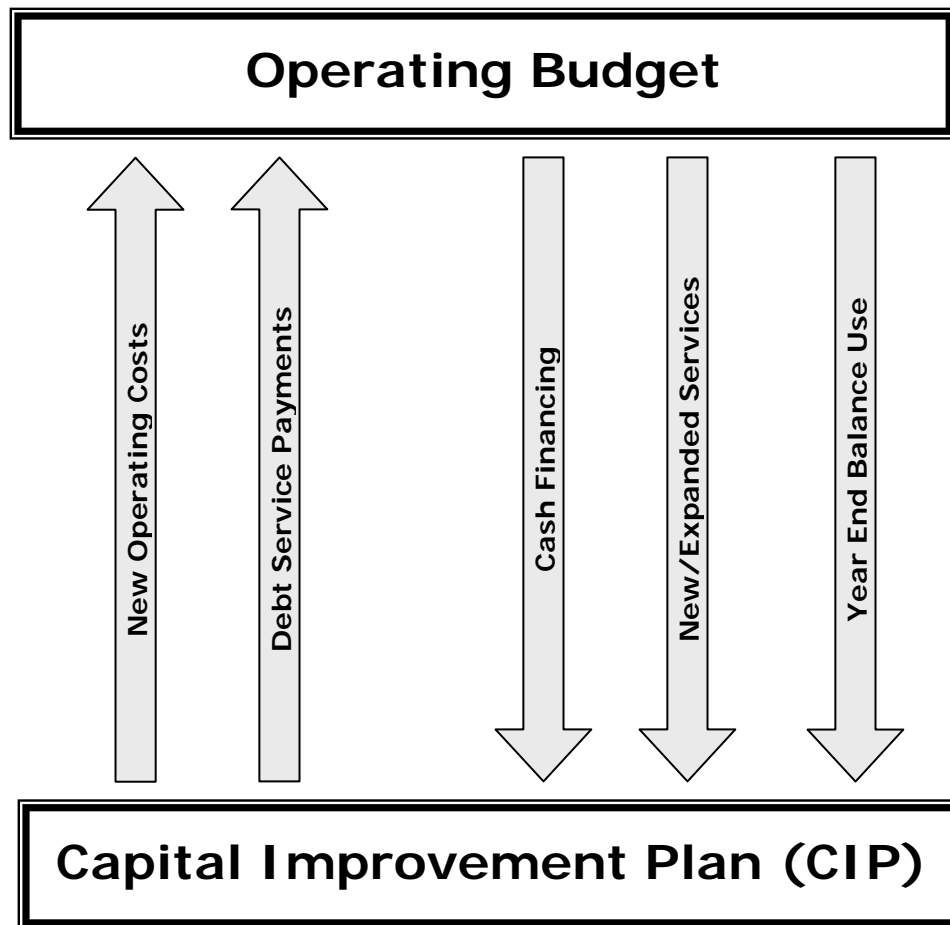 Operating Budget
New Operating Costs
Debt Service Payments
Cash Financing
New/Expanded Services
Year End Balance Use
Capital Improvement Plan (CIP)